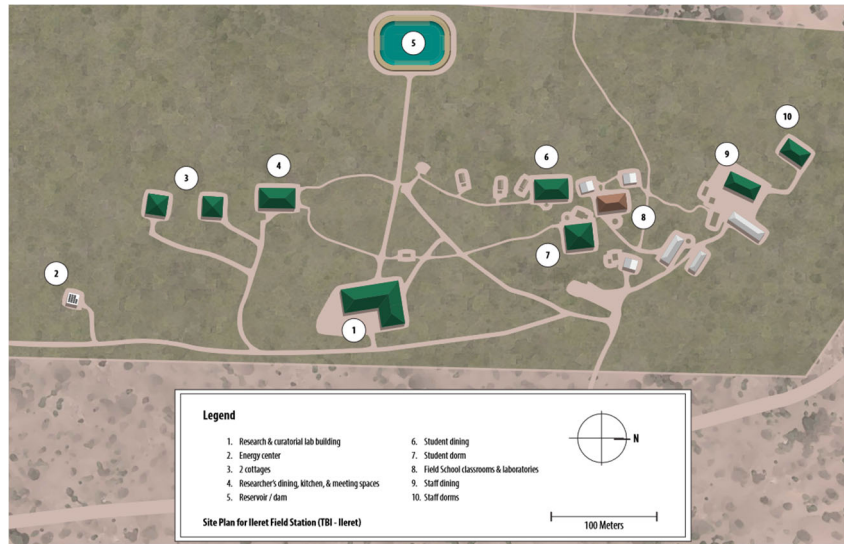 5
10
6
9
3
4
8
7
2
1
Legend
1. Research & curatorial lab building
2. Energy center
3. 2 cottages
4. Researcher's dining, kitchen, & meeting spaces
5. Reservoir / dam
6. Student dining
7. Student dorm
8. Field School classrooms & laboratories
9. Staff dining
10. Staff dorms
N
Site Plan for Ileret Field Station (TBI - Ileret)
100 Meters